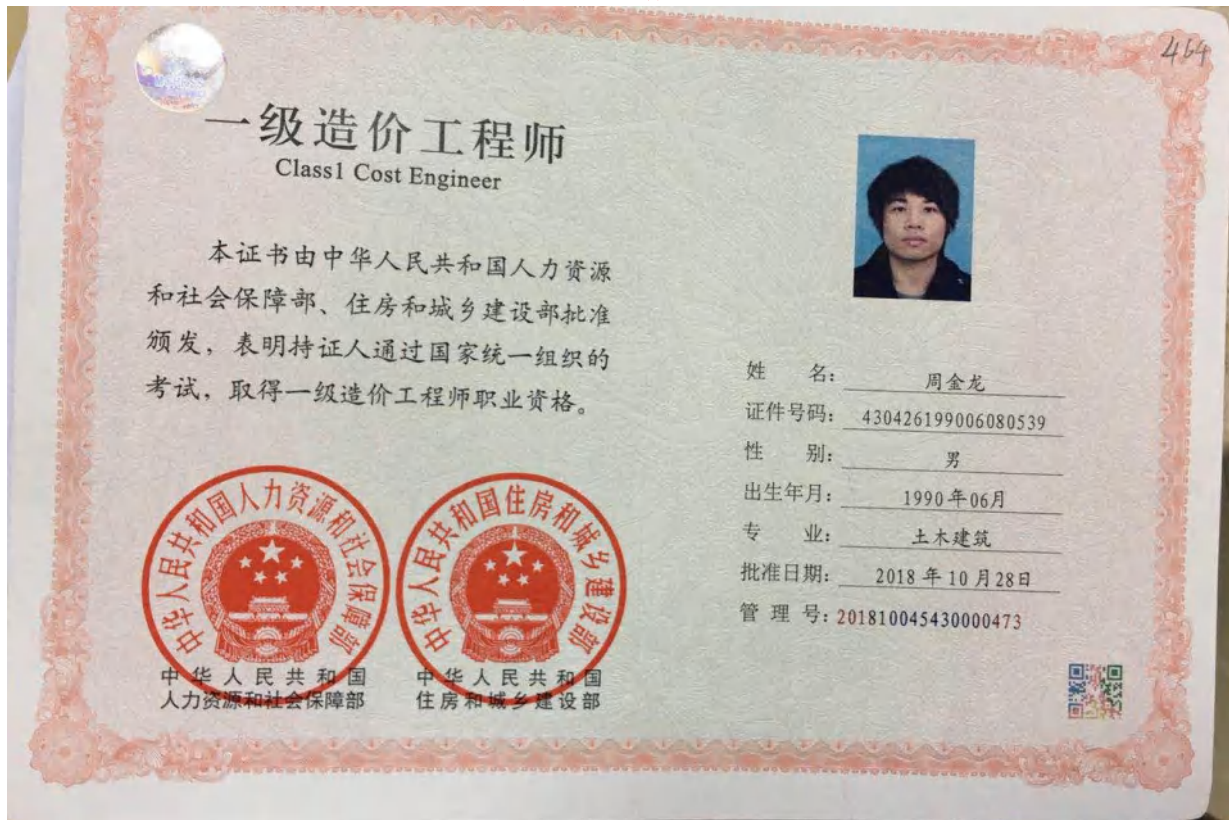 464
一级造价工程师
Class1 Cost Engineer
本证书由中华人民共和国人力资源
和社会保障部、住房和城乡建设部批准
颁发，表明持证人通过国家统一组织的
考试，取得一级造价工程师职业资格。
中华人民共和国人力资源和社会保障部
中华人民共和国住房和城乡建设部
中华人民共和国
人力资源和社会保障部
中华人民共和国
住房和城乡建设部
姓 名：周金龙
证件号码：430426199006080539
性 别：男
出生年月：1990年06月
专 业：土木建筑
批准日期：2018年10月28日
管 理 号：201810045430000473